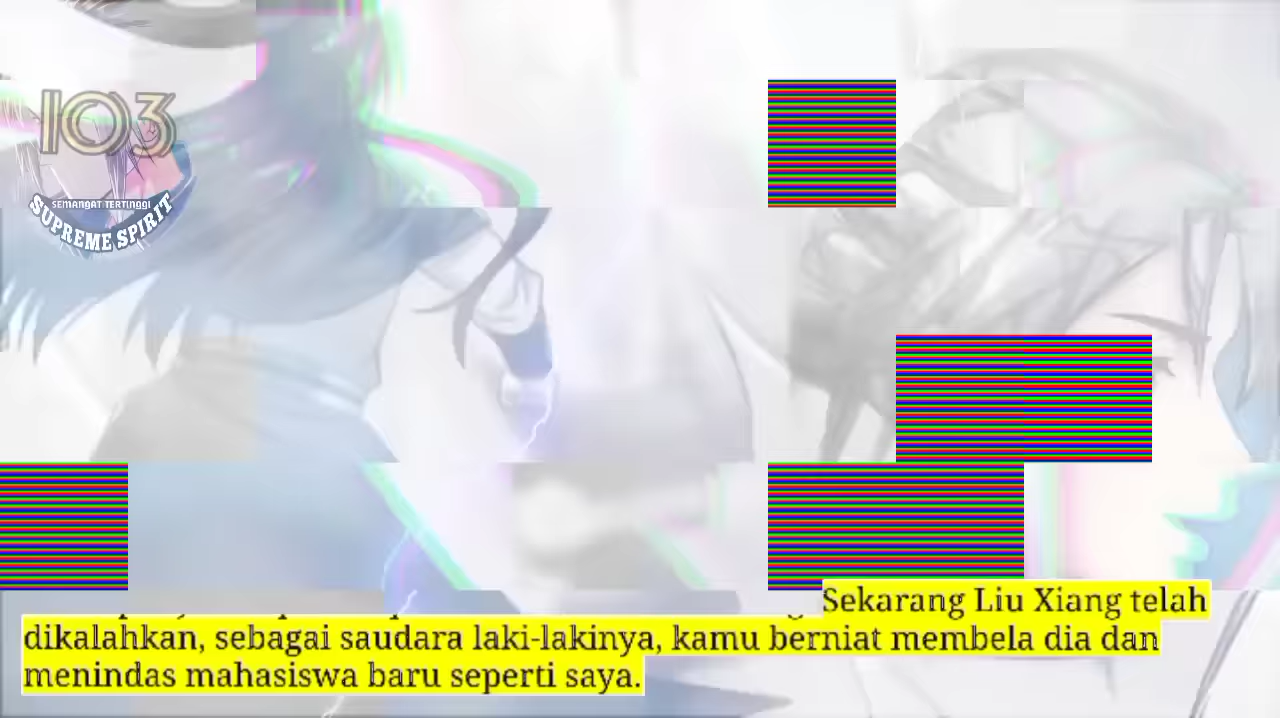 103
SEMANGAT TERTINGGI
SUPREME SPIRIT
Sekarang Liu Xiang telah
dikalahkan, sebagai saudara laki-lakinya, kamu berniat membela dia dan
menindas mahasiswa baru seperti saya.